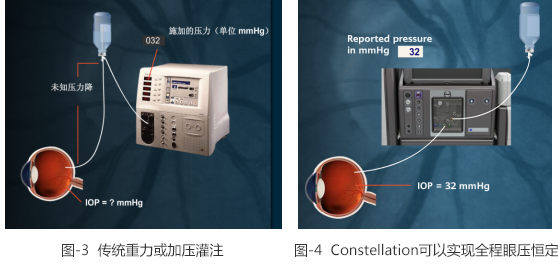 施加的压力（单位 mmHg）
032
未知压力降
IOP = ? mmHg
Reported pressure
in mmHg 32
IOP = 32 mmHg
图-3 传统重力或加压灌注
图-4 Constellation可以实现全程眼压恒定